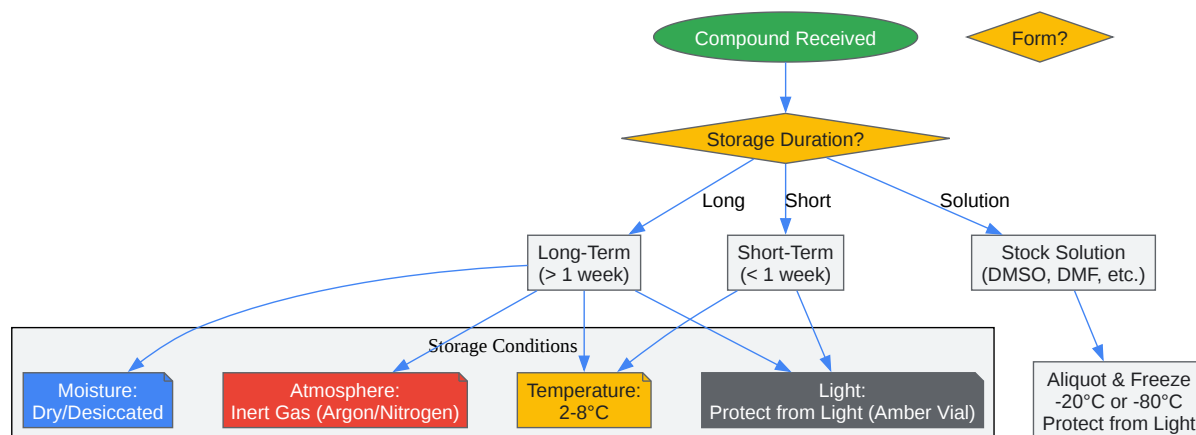 Compound Received
Form?
Storage Duration?
Long
Short
Solution
Long-Term
(> 1 week)
Short-Term
(< 1 week)
Stock Solution
(DMSO, DMF, etc.)
Storage Conditions
Moisture:
Dry/Desiccated
Atmosphere:
Inert Gas (Argon/Nitrogen)
Temperature:
2-8°C
Light:
Protect from Light (Amber Vial)
Aliquot & Freeze
-20°C or -80°C
Protect from Light